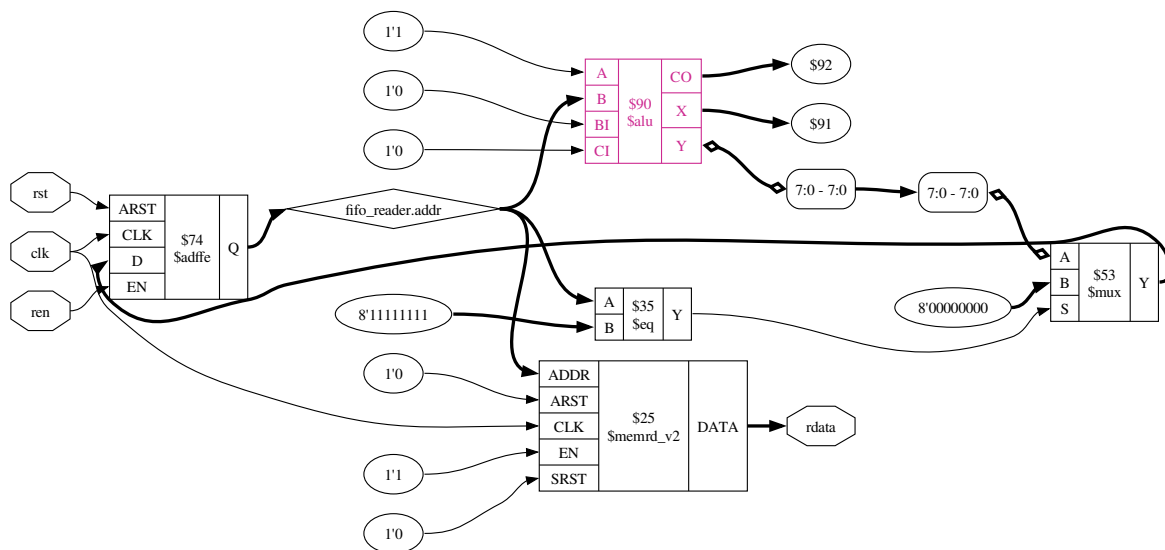 1'1
1'0
1'0
A
B
BI
CI
$90
$alu
CO
X
Y
$92
$91
7:0 - 7:0
7:0 - 7:0
rst
clk
ren
ARST
CLK
D
EN
$74
$adffe
Q
fifo_reader.addr
8'11111111
A
B
$35
$eq
Y
8'00000000
A
B
S
$53
$mux
Y
1'0
1'1
1'0
ADDR
ARST
CLK
EN
SRST
$25
$memrd_v2
DATA
rdata